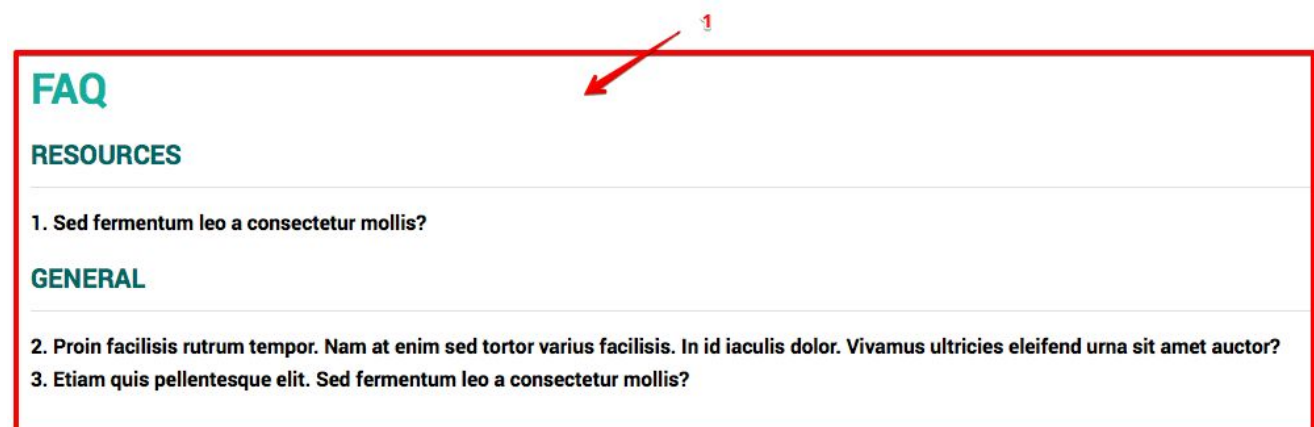 1
FAQ
RESOURCES
1. Sed fermentum leo a consectetur mollis?
GENERAL
2. Proin facilisis rutrum tempor. Nam at enim sed tortor varius facilisis. In id iaculis dolor. Vivamus ultricies eleifend urna sit amet auctor?
3. Etiam quis pellentesque elit. Sed fermentum leo a consectetur mollis?